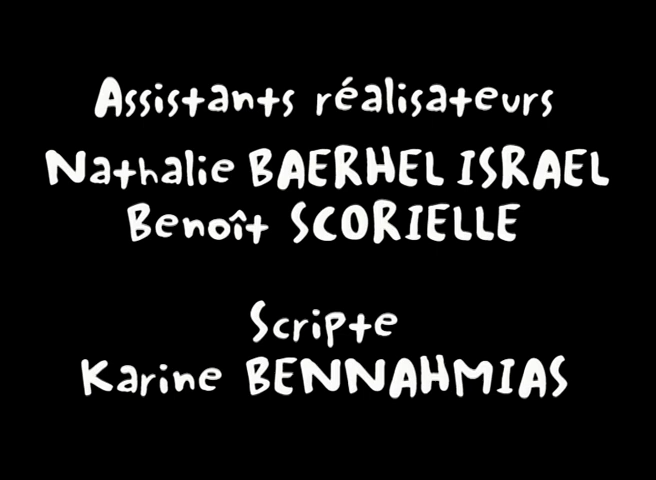 Assistants réalisateurs
Nathalie BAERHEL ISRAEL
Benoît SCORIELLE
Scripte
Karine BENNAHMIAS